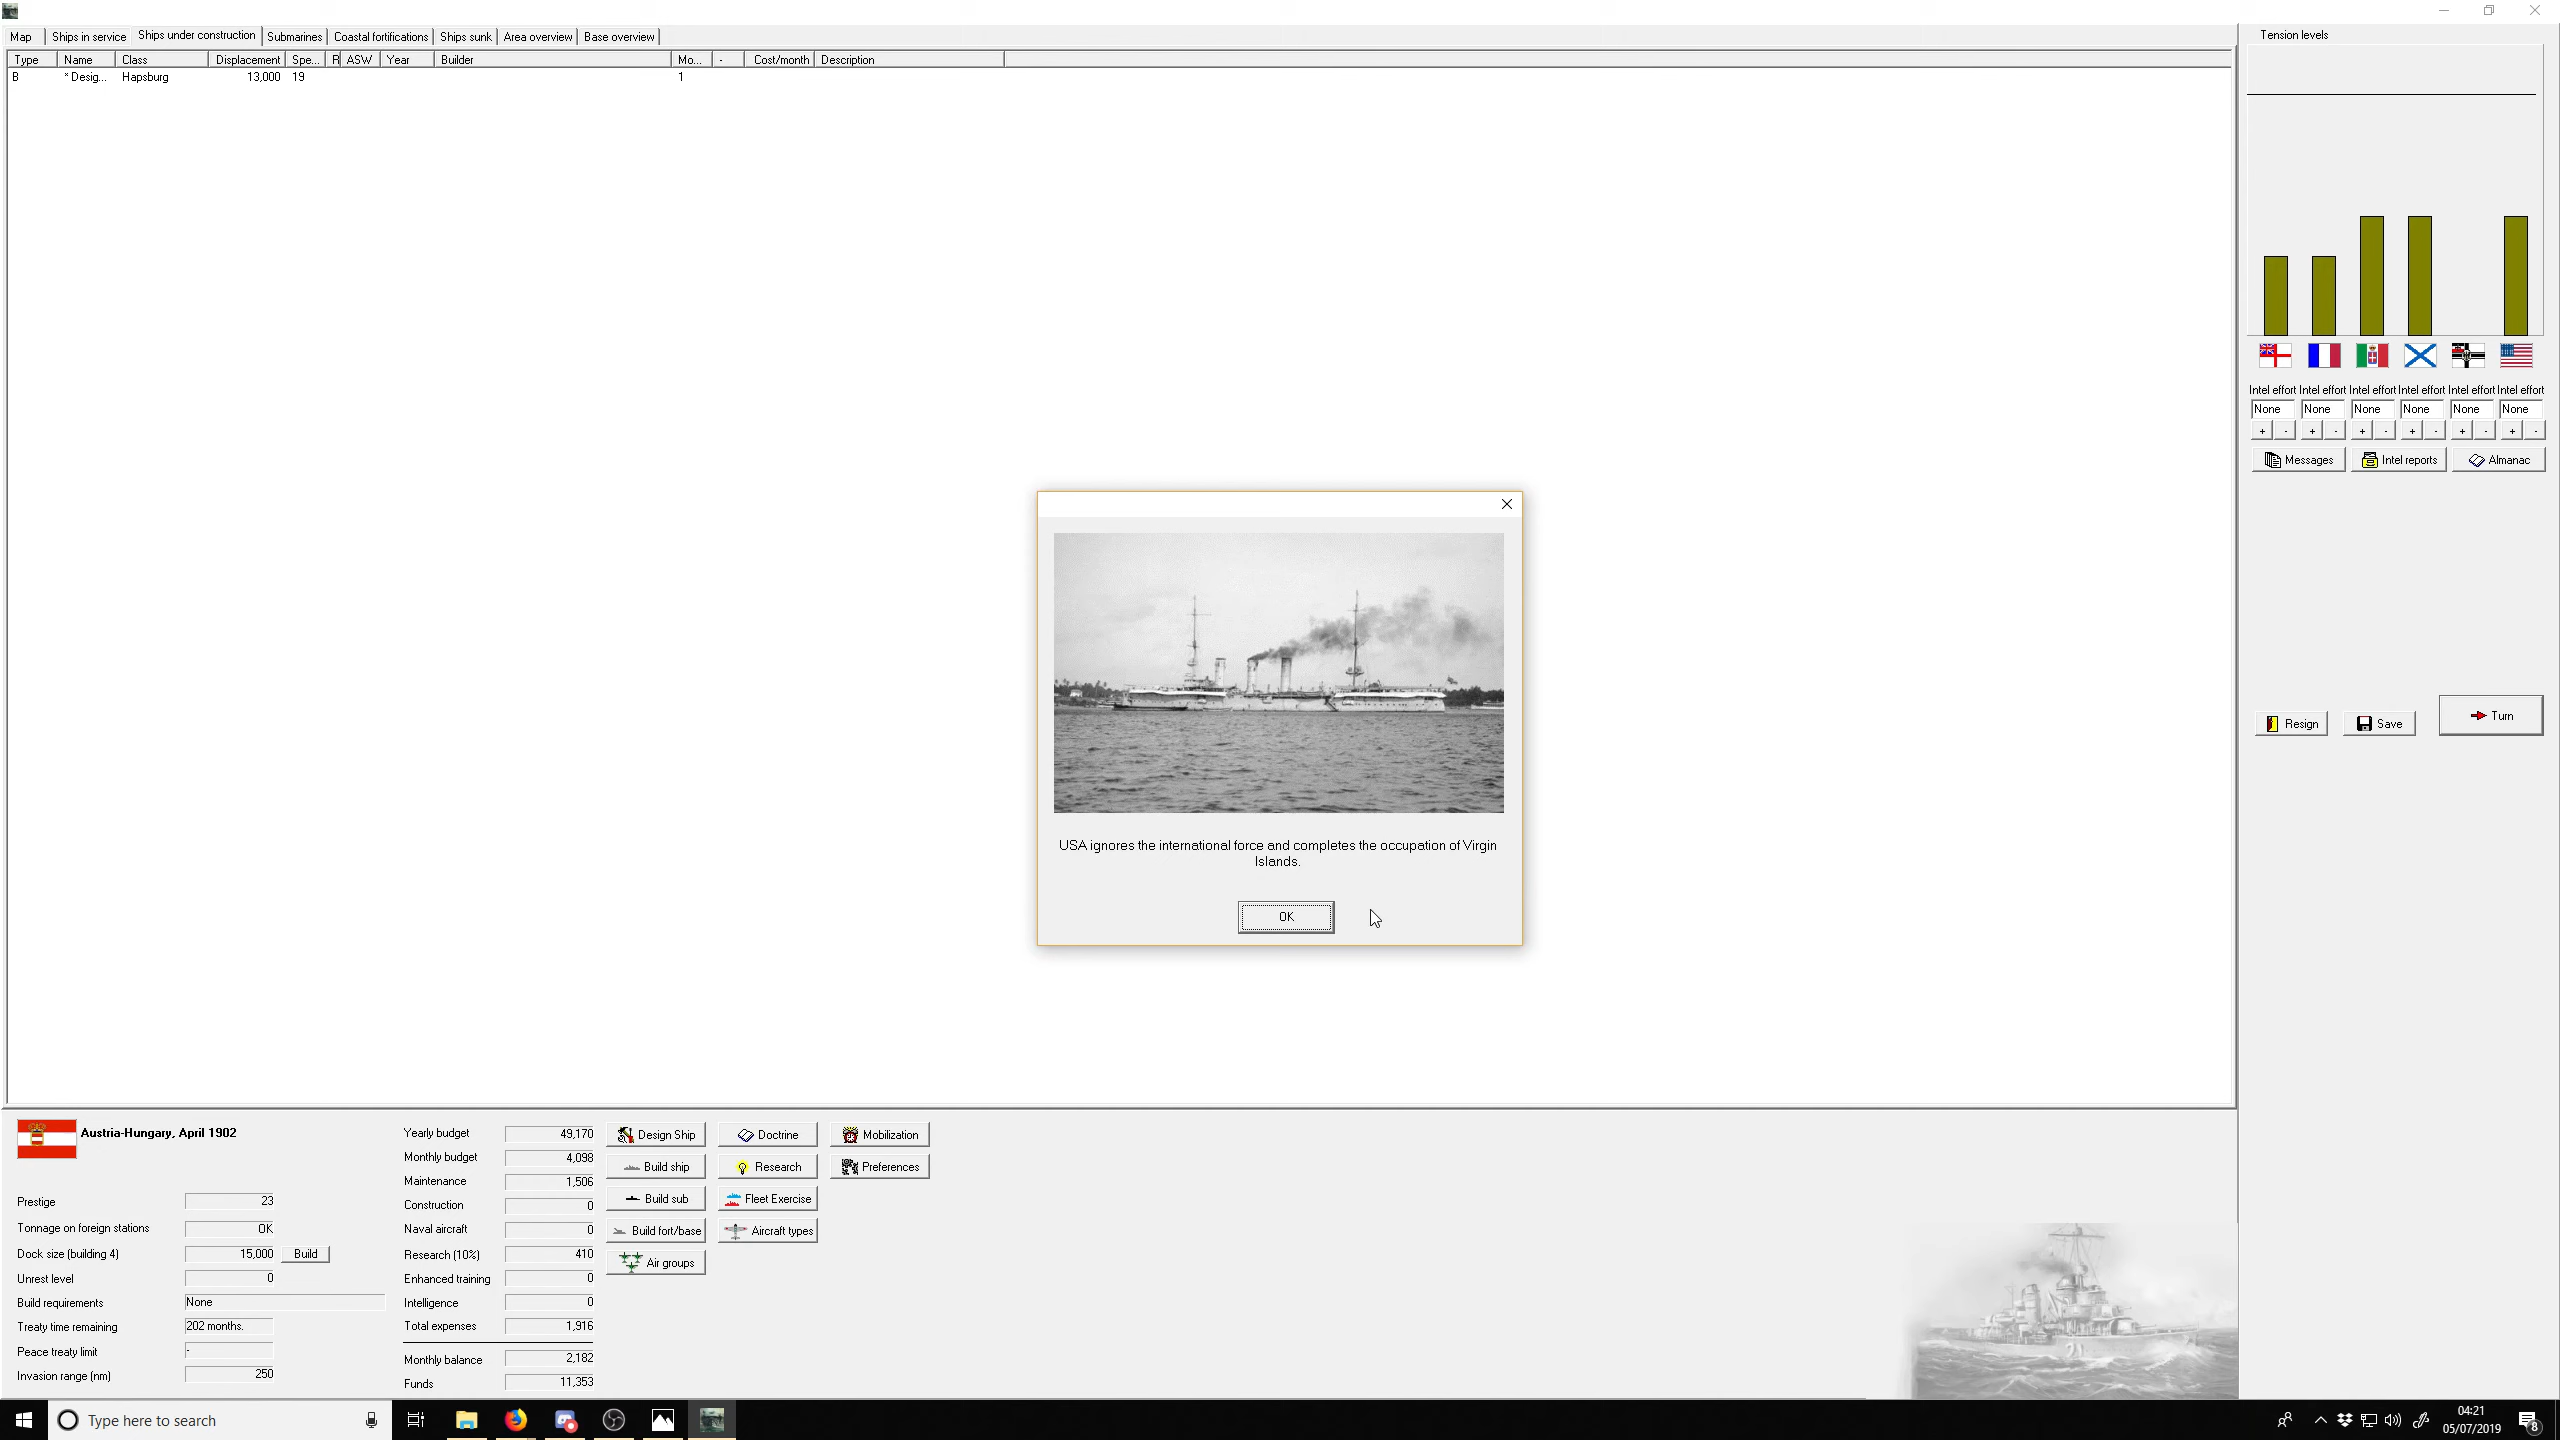 Map Ships in service Ships under construction Submarines Coastal fortifications Ships sunk Area overview Base overview
Type Name Class Displacement Spe... R ASW Year Builder Mo... - Cost/month Description
B * Desig... Hapsburg 13,000 19 1
Tension levels
Intel effort Intel effort Intel effort Intel effort Intel effort Intel effort
None None None None None None
+ - + - + - + - + - + -
Messages Intel reports Almanac
Resign Save Turn
USA ignores the international force and completes the occupation of Virgin
Islands.
OK
Austria-Hungary, April 1902
Prestige 23
Tonnage on foreign stations OK
Dock size (building 4) 15,000 Build
Unrest level 0
Build requirements None
Treaty time remaining 202 months.
Peace treaty limit -
Invasion range (nm) 250
Yearly budget 49,170
Monthly budget 4,098
Maintenance 1,506
Construction 0
Naval aircraft 0
Research (10%) 410
Enhanced training 0
Intelligence 0
Total expenses 1,916
Monthly balance 2,182
Funds 11,353
Design Ship Doctrine Mobilization
Build ship Research Preferences
Build sub Fleet Exercise
Build fort/base Aircraft types
Air groups
Type here to search
04:21
05/07/2019
8